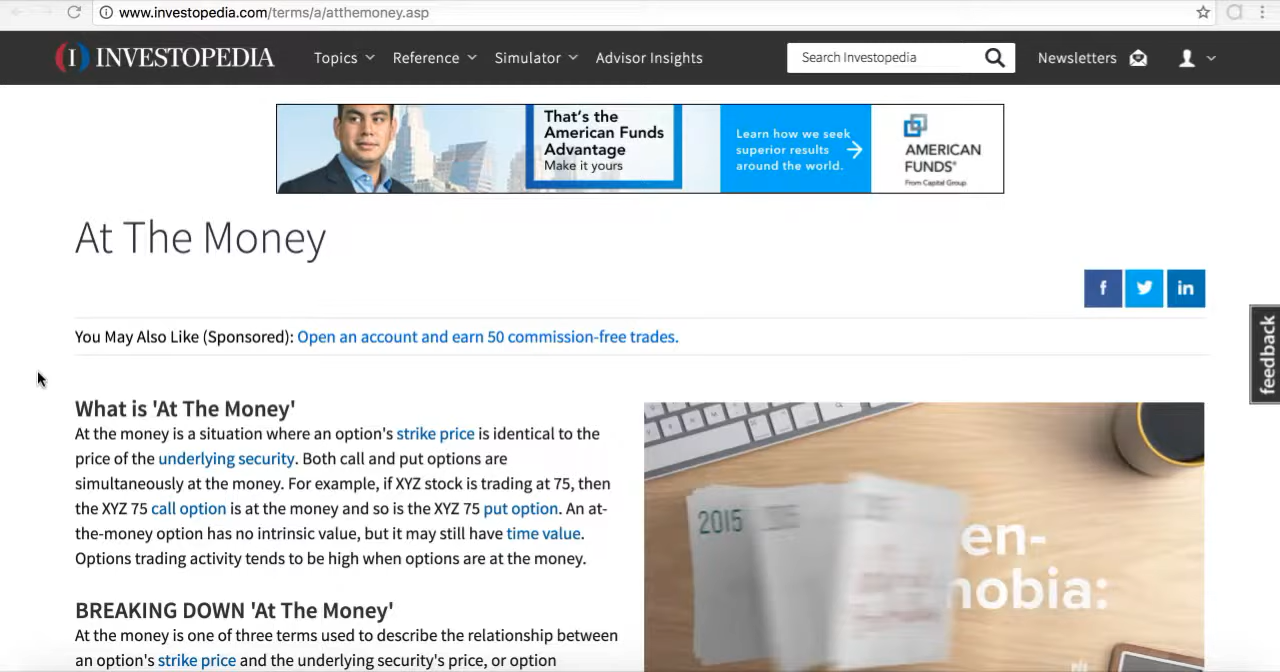 www.investopedia.com/terms/a/atthemoney.asp
INVESTOPEDIA
Topics
Reference
Simulator
Advisor Insights
Search Investopedia
Newsletters
That's the
American Funds
Advantage
Make it yours
Learn how we seek
superior results
around the world.
AMERICAN
FUNDS®
From Capital Group
At The Money
f
in
You May Also Like (Sponsored): Open an account and earn 50 commission-free trades.
feedback
What is 'At The Money'
At the money is a situation where an option's strike price is identical to the
price of the underlying security. Both call and put options are
simultaneously at the money. For example, if XYZ stock is trading at 75, then
the XYZ 75 call option is at the money and so is the XYZ 75 put option. An at-
the-money option has no intrinsic value, but it may still have time value.
Options trading activity tends to be high when options are at the money.
2015
en-
hobia:
BREAKING DOWN 'At The Money'
At the money is one of three terms used to describe the relationship between
an option's strike price and the underlying security's price, or option